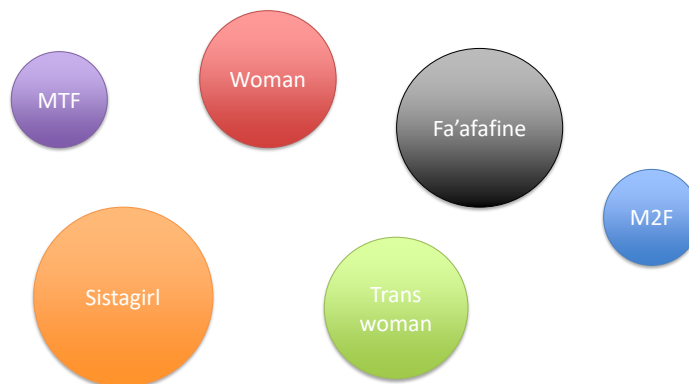 MTF
Woman
Fa’afafine
M2F
Sistagirl
Trans
woman